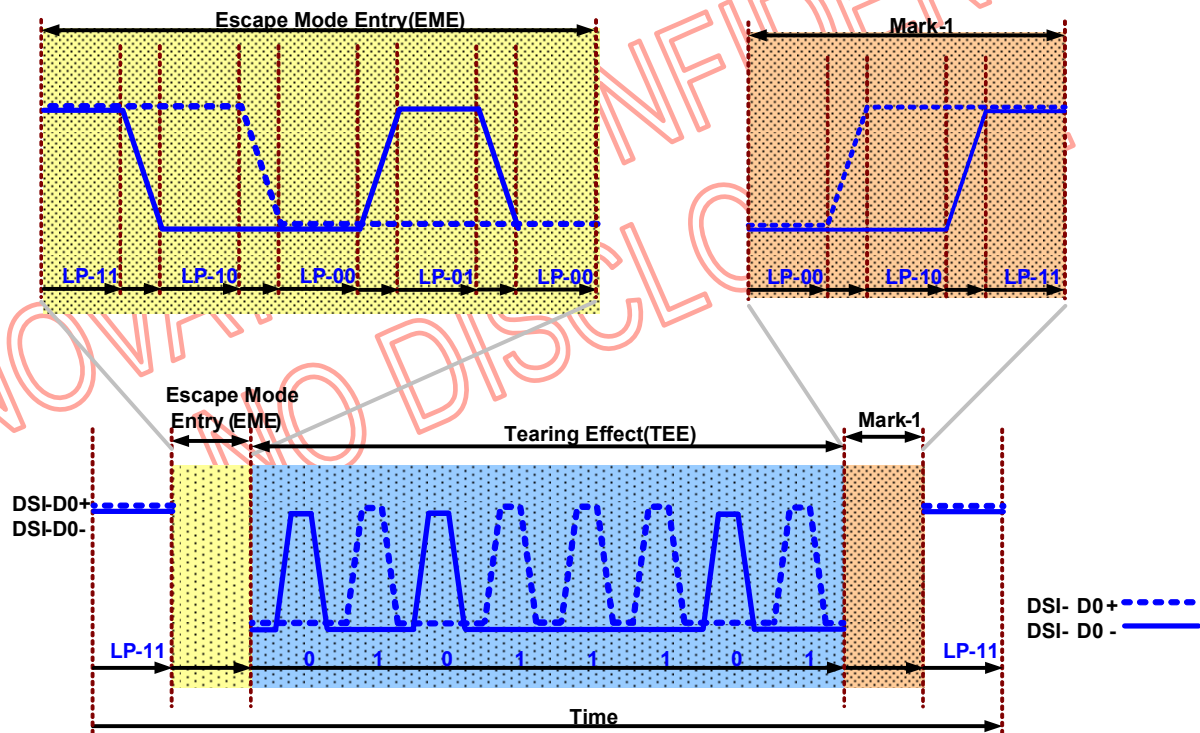 Escape Mode Entry(EME)
Mark-1
LP-11 LP-10 LP-00 LP-01 LP-00
LP-00 LP-10 LP-11
NO DISCLO
Escape Mode
Entry (EME)
Tearing Effect(TEE)
Mark-1
DSI-D0+
DSI-D0-
DSI- D0+
DSI- D0 -
LP-11
0 1 0 1 1 1 0 1
LP-11
Time